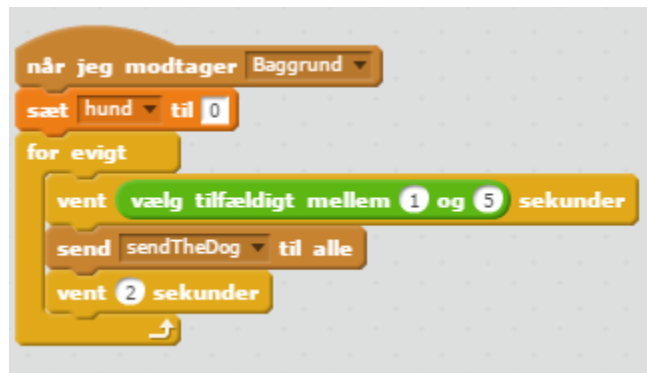 når jeg modtager Baggrund
sæt hund til 0
for evigt
vent vælg tilfældigt mellem 1 og 5 sekunder
send sendTheDog til alle
vent 2 sekunder